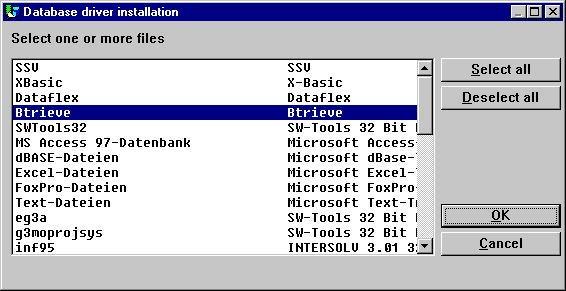 Database driver installation
Select one or more files
SSV SSV
XBasic X-Basic
Dataflex Dataflex
Btrieve Btrieve
SWTools32 SW-Tools 32 Bit
MS Access 97-Datenbank Microsoft Access-
dBASE-Dateien Microsoft dBase-
Excel-Dateien Microsoft Excel-
FoxPro-Dateien Microsoft FoxPro-
Text-Dateien Microsoft Text-
eg3a SW-Tools 32 Bit
g3moprojsys SW-Tools 32 Bit
inf95 INTERSOLV 3.01 32
Select all
Deselect all
OK
Cancel